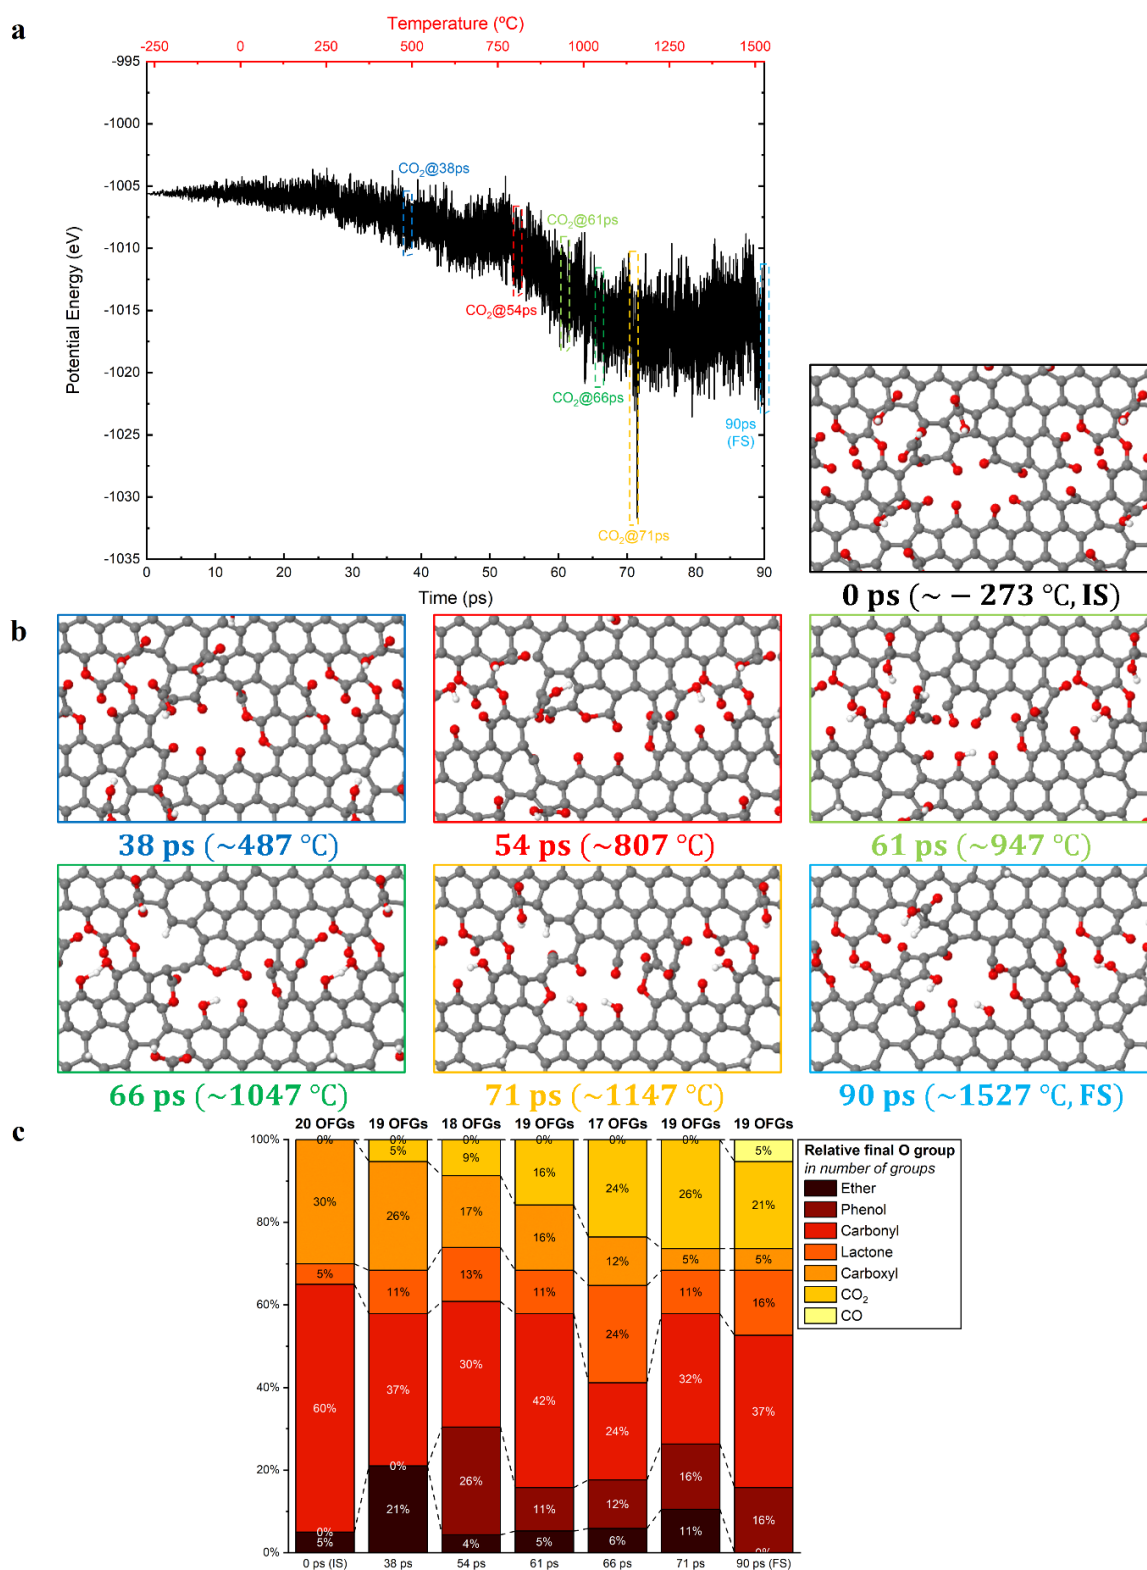 a
Temperature (ºC)
-250 0 250 500 750 1000 1250 1500
-995
-1000
-1005
-1010
-1015
-1020
-1025
-1030
-1035
Potential Energy (eV)
CO₂@38ps
CO₂@61ps
CO₂@54ps
CO₂@66ps
90ps
(FS)
CO₂@71ps
0 10 20 30 40 50 60 70 80 90
Time (ps)
0 ps (~ − 273 ℃, IS)
b
38 ps (~487 ℃)
54 ps (~807 ℃)
61 ps (~947 ℃)
66 ps (~1047 ℃)
71 ps (~1147 ℃)
90 ps (~1527 ℃, FS)
c
20 OFGs 19 OFGs 18 OFGs 19 OFGs 17 OFGs 19 OFGs 19 OFGs
100%
80%
60%
40%
20%
0%
0%
30%
5%
60%
0%
5%
0%
5%
26%
11%
37%
0%
21%
0%
9%
17%
13%
30%
26%
4%
0%
16%
16%
11%
42%
11%
5%
0%
24%
12%
24%
24%
12%
6%
0%
26%
5%
11%
32%
16%
11%
5%
21%
5%
16%
37%
16%
0%
0 ps (IS) 38 ps 54 ps 61 ps 66 ps 71 ps 90 ps (FS)
Relative final O group
in number of groups
Ether
Phenol
Carbonyl
Lactone
Carboxyl
CO₂
CO